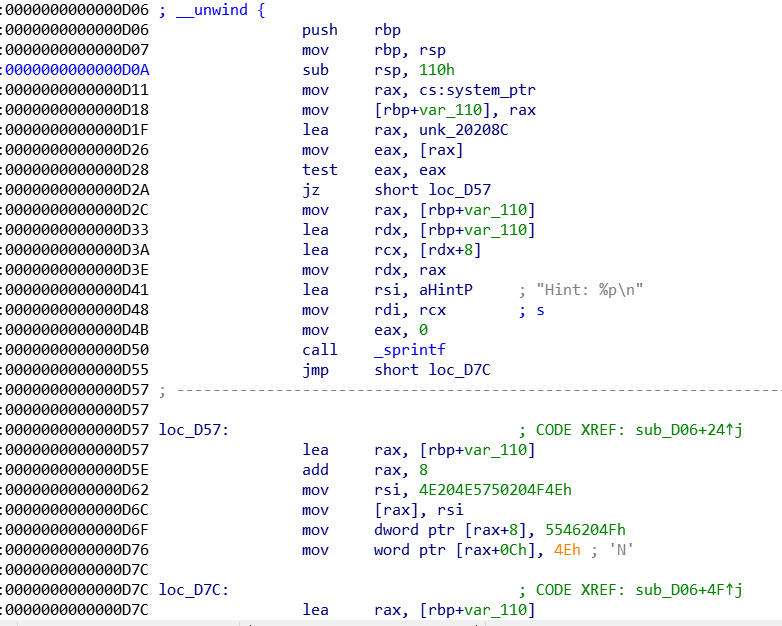 :0000000000000D06 ; __unwind {
:0000000000000D06 push rbp
:0000000000000D07 mov rbp, rsp
:0000000000000D0A sub rsp, 110h
:0000000000000D11 mov rax, cs:system_ptr
:0000000000000D18 mov [rbp+var_110], rax
:0000000000000D1F lea rax, unk_20208C
:0000000000000D26 mov eax, [rax]
:0000000000000D28 test eax, eax
:0000000000000D2A jz short loc_D57
:0000000000000D2C mov rax, [rbp+var_110]
:0000000000000D33 lea rdx, [rbp+var_110]
:0000000000000D3A lea rcx, [rdx+8]
:0000000000000D3E mov rdx, rax
:0000000000000D41 lea rsi, aHintP ; "Hint: %p\n"
:0000000000000D48 mov rdi, rcx ; s
:0000000000000D4B mov eax, 0
:0000000000000D50 call _sprintf
:0000000000000D55 jmp short loc_D7C
:0000000000000D57 ; ---------------------------------------------------------------------------
:0000000000000D57
:0000000000000D57 loc_D57: ; CODE XREF: sub_D06+24↑j
:0000000000000D57 lea rax, [rbp+var_110]
:0000000000000D5E add rax, 8
:0000000000000D62 mov rsi, 4E204E5750204F4Eh
:0000000000000D6C mov [rax], rsi
:0000000000000D6F mov dword ptr [rax+8], 5546204Fh
:0000000000000D76 mov word ptr [rax+0Ch], 4Eh ; 'N'
:0000000000000D7C
:0000000000000D7C loc_D7C: ; CODE XREF: sub_D06+4F↑j
:0000000000000D7C lea rax, [rbp+var_110]